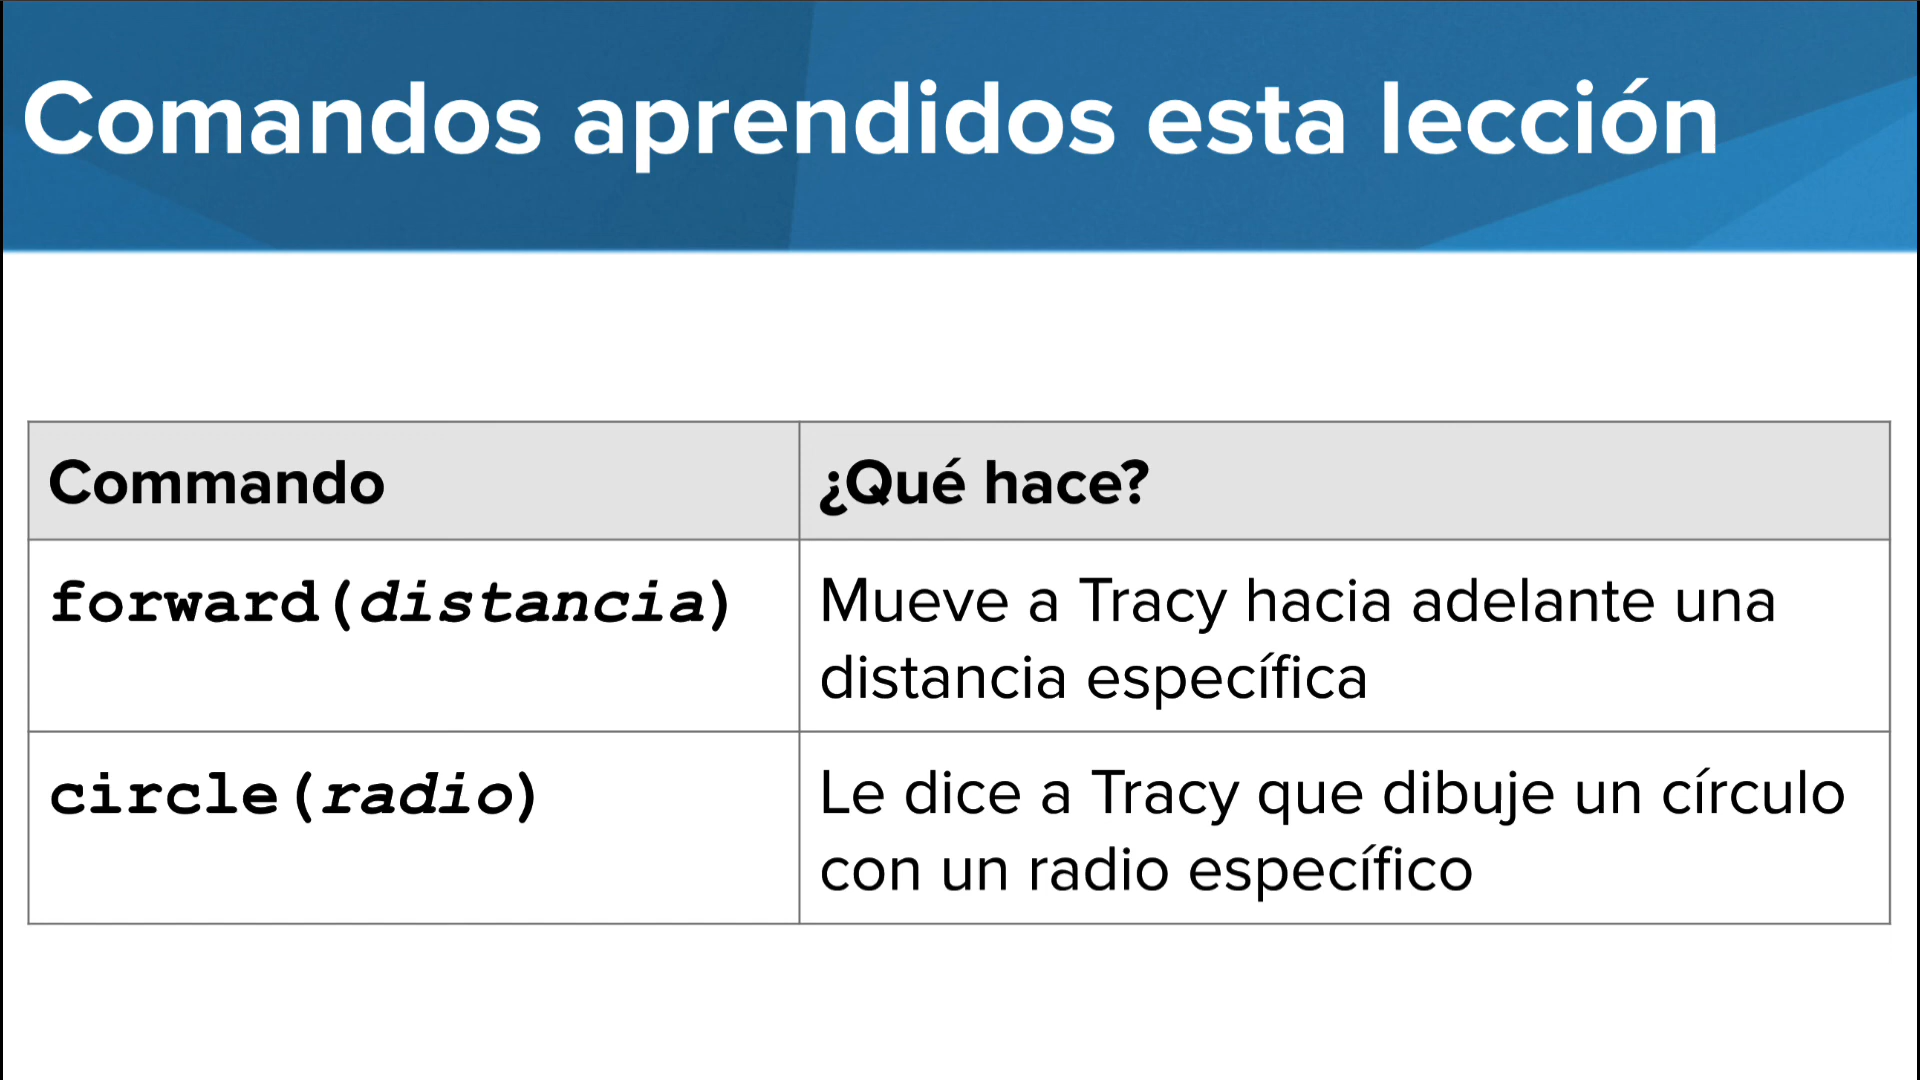 Comandos aprendidos esta lección
Commando
¿Qué hace?
forward(distancia)
Mueve a Tracy hacia adelante una
distancia específica
circle(radio)
Le dice a Tracy que dibuje un círculo
con un radio específico